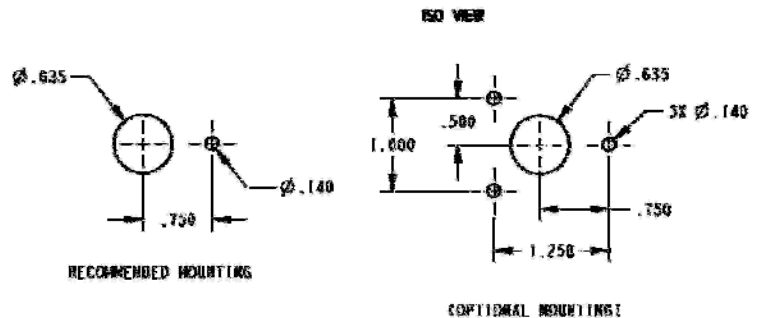 ISO VIEW
Ø.635
Ø.140
.750
RECOMMENDED MOUNTING
Ø.635
3X Ø.140
.500
1.000
.750
1.250
(OPTIONAL MOUNTING)